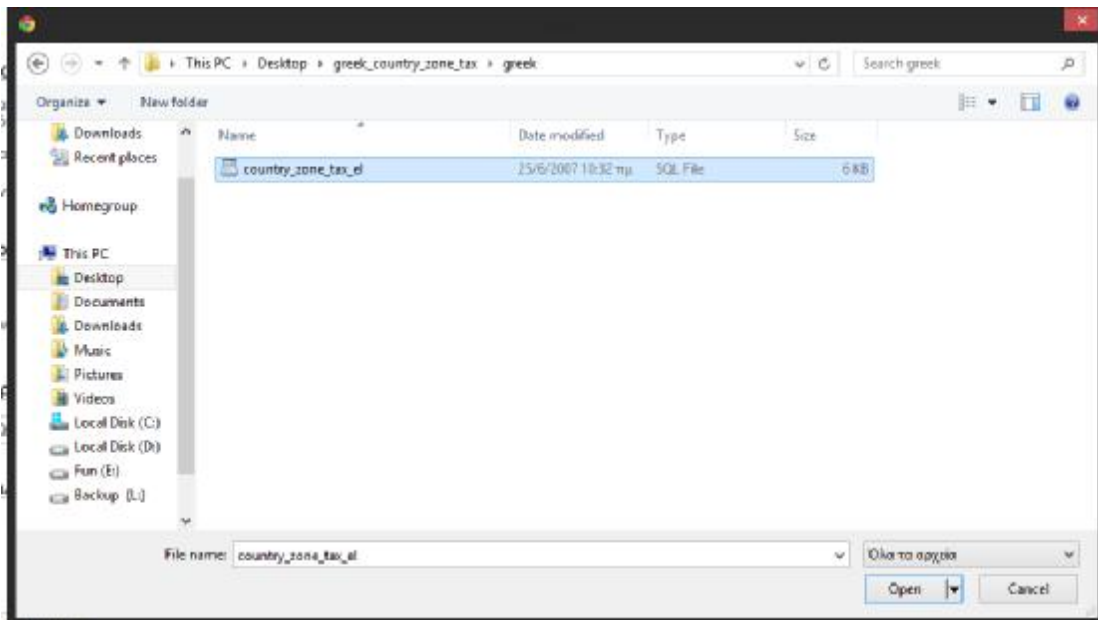 This PC Desktop greek_country_zone_tax greek Search greek
Organize New folder
Name Date modified Type Size
country_zone_tax_el 25/6/2007 10:32 πμ SQL File 6 KB
Downloads
Recent places
Homegroup
This PC
Desktop
Documents
Downloads
Music
Pictures
Videos
Local Disk (C:)
Local Disk (D:)
Fun (E:)
Backup (L:)
File name: country_zone_tax_el Όλα τα αρχεία
Open Cancel